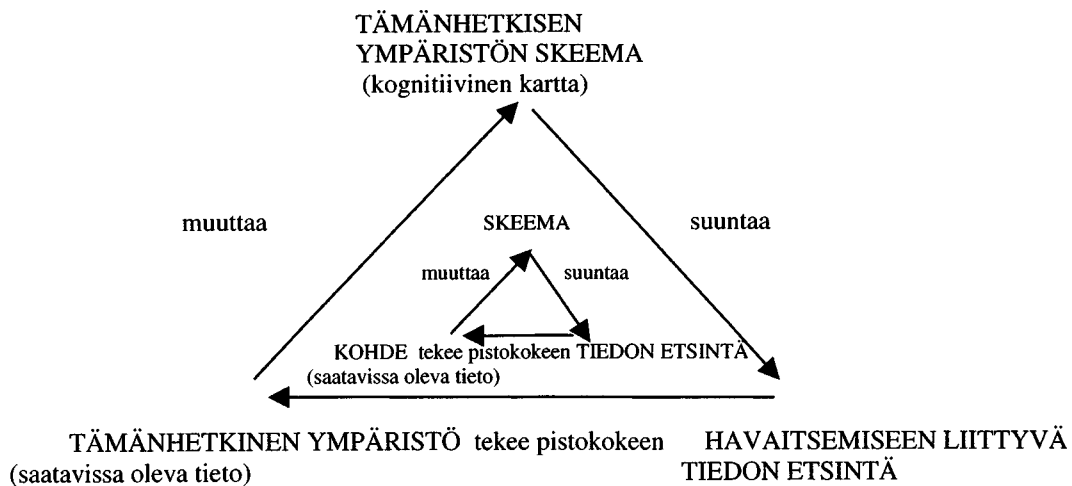 TÄMÄNHETKISEN
YMPÄRISTÖN SKEEMA
(kognitiivinen kartta)
muuttaa SKEEMA suuntaa
muuttaa suuntaa
KOHDE tekee pistokokeen TIEDON ETSINTÄ
(saatavissa oleva tieto)
TÄMÄNHETKINEN YMPÄRISTÖ tekee pistokokeen HAVAITSEMISEEN LIITTYVÄ
(saatavissa oleva tieto) TIEDON ETSINTÄ